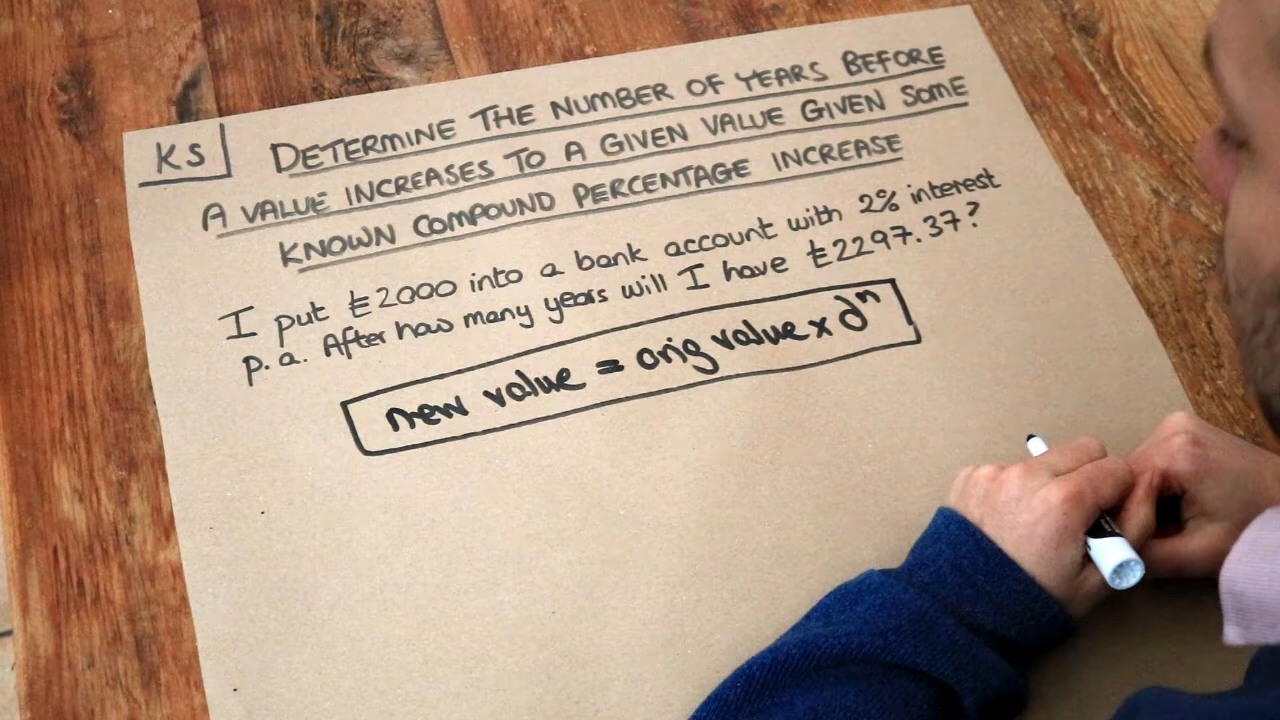 KS
DETERMINE THE NUMBER OF YEARS BEFORE
A VALUE INCREASES TO A GIVEN VALUE GIVEN SOME
KNOWN COMPOUND PERCENTAGE INCREASE
I put £2000 into a bank account with 2% interest
p.a. After how many years will I have £2297.37?
new value = orig value × dⁿ